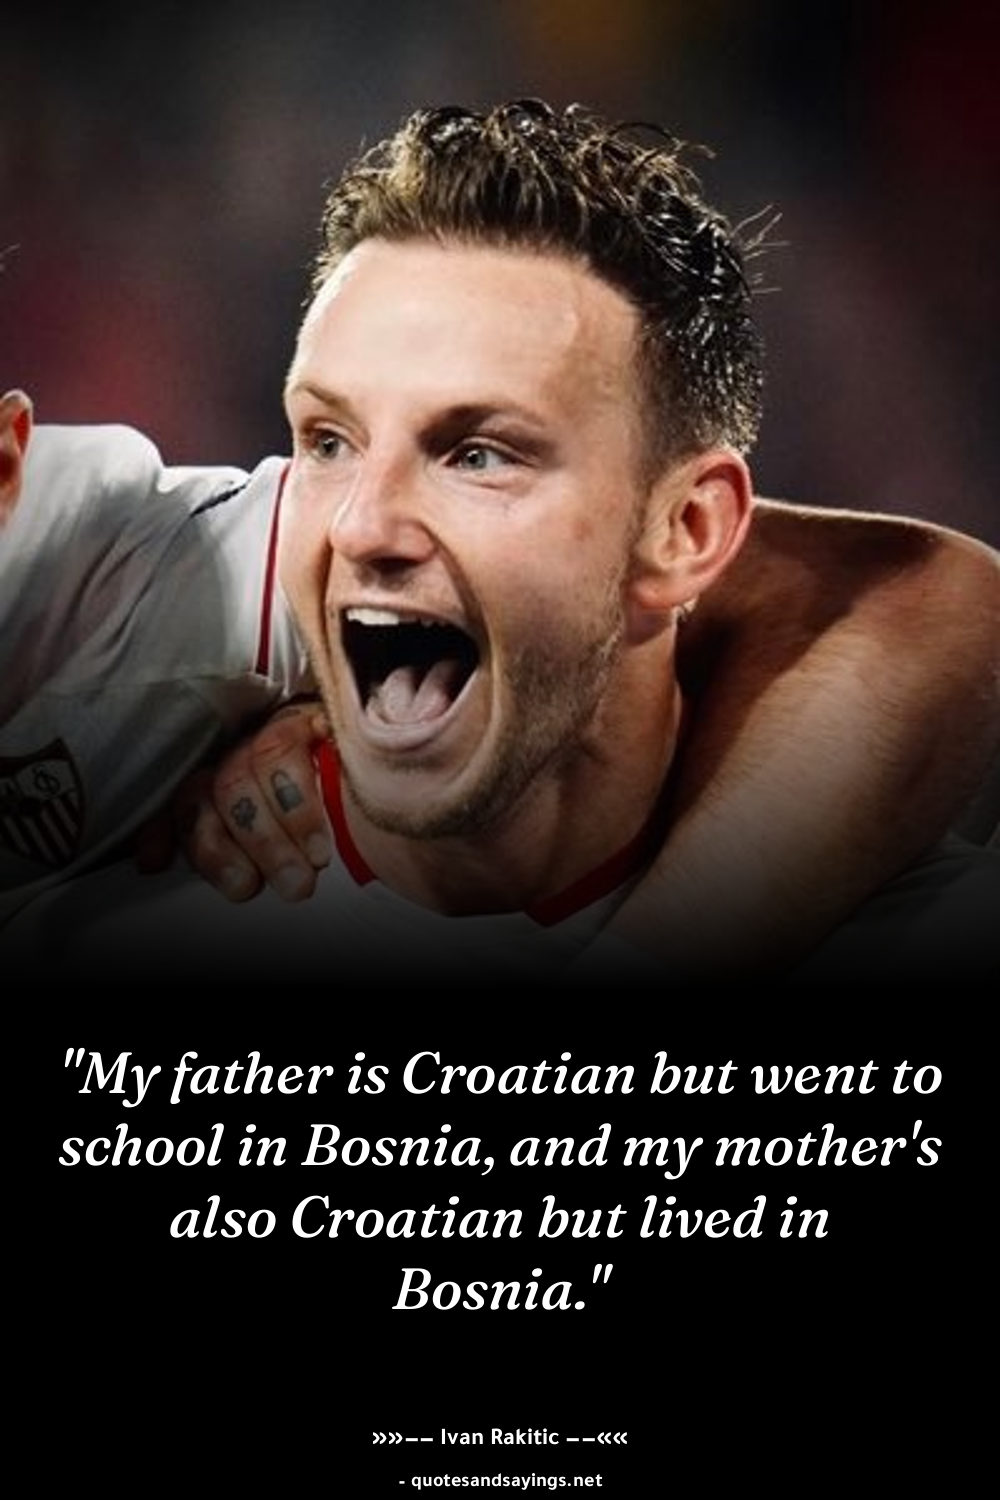 "My father is Croatian but went to
school in Bosnia, and my mother's
also Croatian but lived in
Bosnia."
»»–– Ivan Rakitic ––««
- quotesandsayings.net